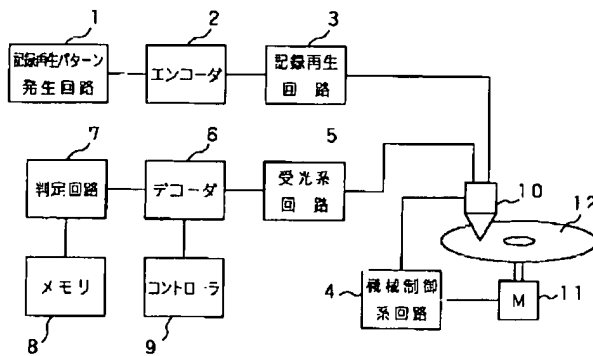 1
2
3
記録再生パターン
発生回路
エンコーダ
記録再生
回路
7
6
5
判定回路
デコーダ
受光系
回路
10
12
メモリ
コントローラ
4
機械制御
系回路
M
11
8
9